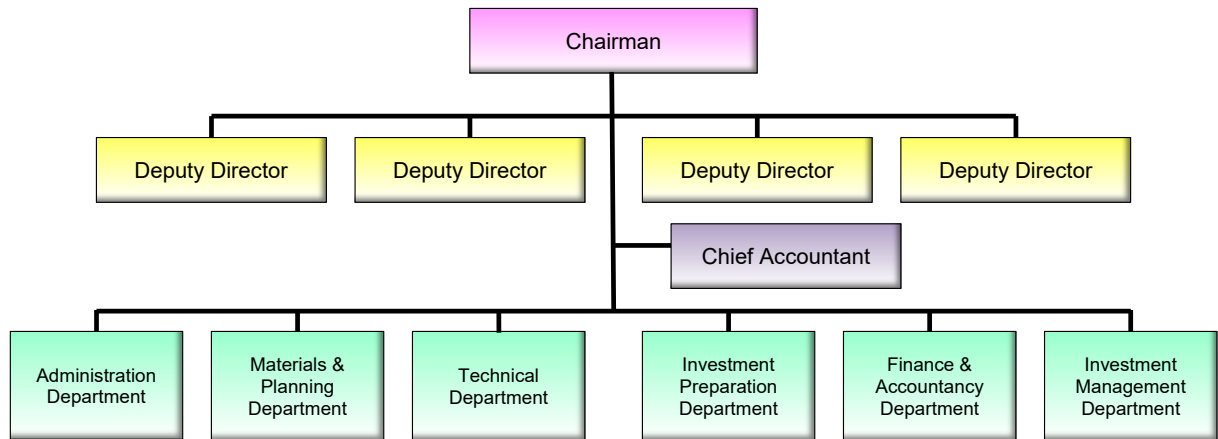 Chairman
Deputy Director
Deputy Director
Deputy Director
Deputy Director
Chief Accountant
Administration
Department
Materials &
Planning
Department
Technical
Department
Investment
Preparation
Department
Finance &
Accountancy
Department
Investment
Management
Department